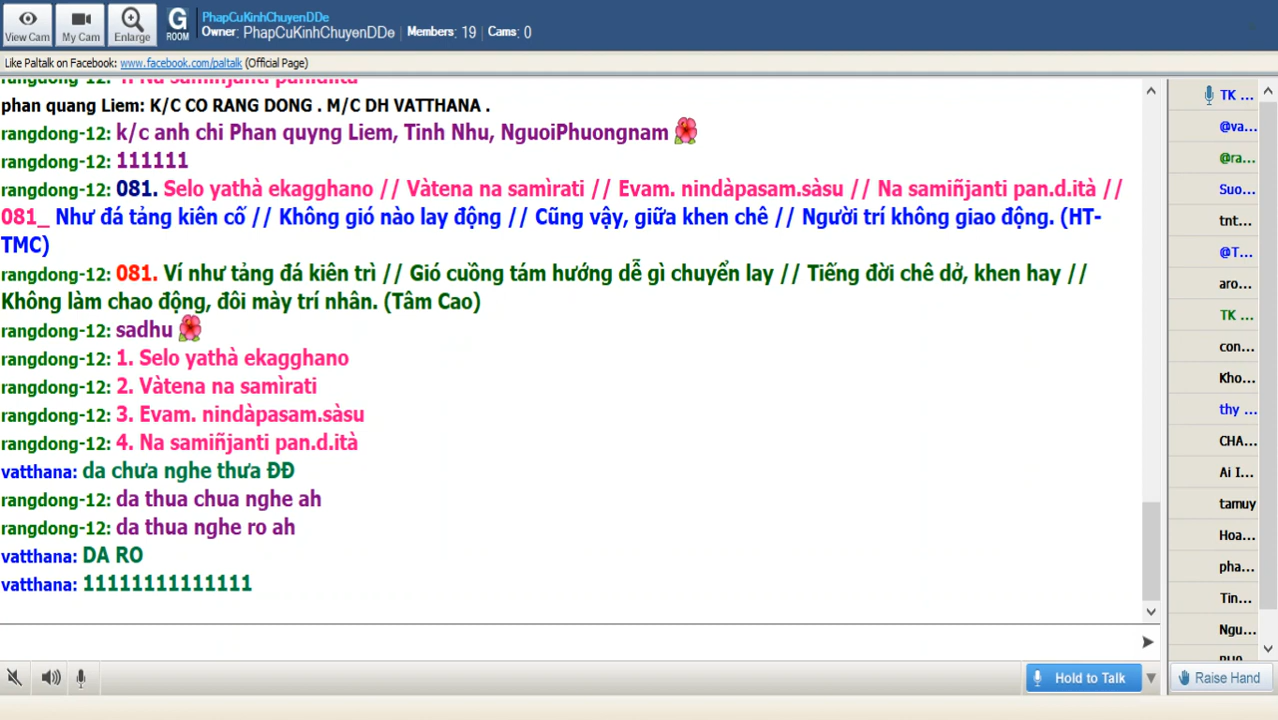 PhapCuKinhChuyenDDe
Owner: PhapCuKinhChuyenDDe | Members: 19 | Cams: 0
View Cam
My Cam
Enlarge
G
ROOM
Like Paltalk on Facebook: www.facebook.com/paltalk (Official Page)
phan quang Liem: K/C CO RANG DONG . M/C DH VATTHANA .
rangdong-12: k/c anh chi Phan quyng Liem, Tinh Nhu, NguoiPhuongnam
rangdong-12: 111111
rangdong-12: 081. Selo yathà ekagghano // Vàtena na samìrati // Evam. nindàpasam.sàsu // Na samiñjanti pan.d.ità //
081_ Như đá tảng kiên cố // Không gió nào lay động // Cũng vậy, giữa khen chê // Người trí không giao động. (HT-
TMC)
rangdong-12: 081. Ví như tảng đá kiên trì // Gió cuồng tám hướng dễ gì chuyển lay // Tiếng đời chê dở, khen hay //
Không làm chao động, đôi mày trí nhân. (Tâm Cao)
rangdong-12: sadhu
rangdong-12: 1. Selo yathà ekagghano
rangdong-12: 2. Vàtena na samìrati
rangdong-12: 3. Evam. nindàpasam.sàsu
rangdong-12: 4. Na samiñjanti pan.d.ità
vatthana: da chưa nghe thưa ĐĐ
rangdong-12: da thua chua nghe ah
rangdong-12: da thua nghe ro ah
vatthana: DA RO
vatthana: 11111111111111
TK ...
@va...
@ra...
Suo...
tnt...
@T...
aro...
TK ...
con...
Kho...
thy ...
CHA...
Ai I...
tamuy
Hoa...
pha...
Tin...
Ngu...
Hold to Talk
Raise Hand